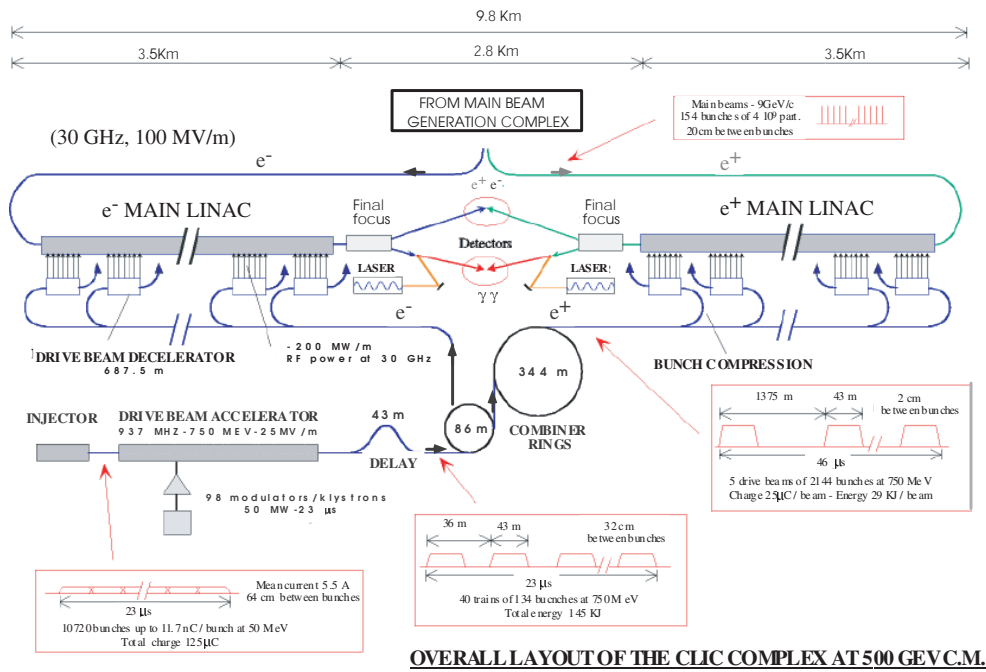 9.8 Km
3.5Km
2.8 Km
3.5Km
FROM MAIN BEAM
GENERATION COMPLEX
Main beams - 9GeV/c
154 bunches of 4 10⁹ part.
20cm between bunches
(30 GHz, 100 MV/m)
e⁻
e⁺
e⁺ e⁻
e⁻ MAIN LINAC
Final
focus
Detectors
Final
focus
e⁺ MAIN LINAC
LASER
LASER
γ γ
e⁻
e⁺
DRIVE BEAM DECELERATOR
687.5 m
~200 MW/m
RF power at 30 GHz
BUNCH COMPRESSION
344 m
86 m
COMBINER
RINGS
INJECTOR
DRIVE BEAM ACCELERATOR
937 MHZ-750 MEV-25MV/m
43 m
DELAY
98 modulators/klystrons
50 MW-23 μs
1375 m
43 m
2 cm
between bunches
46 μs
5 drive beams of 2144 bunches at 750 MeV
Charge 25μC/beam - Energy 29 KJ/beam
36 m
43 m
32cm
between bunches
23 μs
40 trains of 134 bucnches at 750 MeV
Total energy 145 KJ
Mean current 5.5 A
64 cm between bunches
23 μs
10720 bunches up to 11.7 nC/bunch at 50 MeV
Total charge 125μC
OVERALL LAYOUT OF THE CLIC COMPLEX AT 500 GEV C.M.